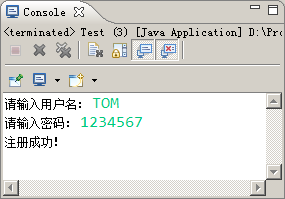 Console
<terminated> Test (3) [Java Application] D:\Pro
请输入用户名: TOM
请输入密码: 1234567
注册成功!